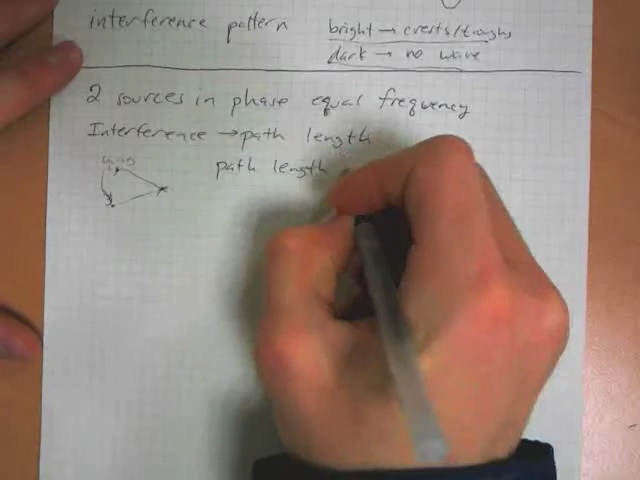 interference pattern
bright → crests/troughs
dark → no wave
2 sources in phase equal frequency
Interference → path length
path length